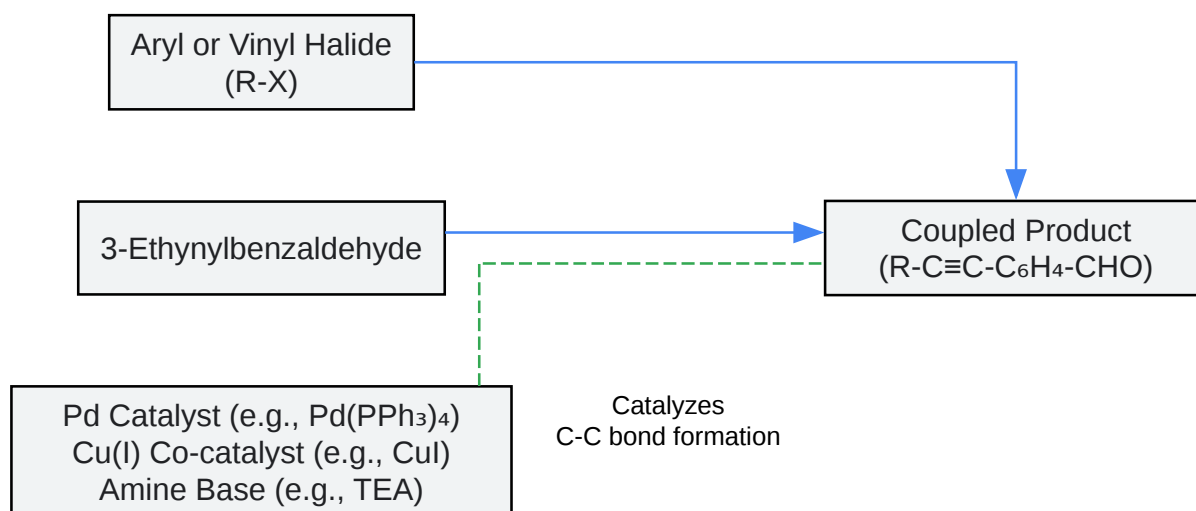 Aryl or Vinyl Halide
(R-X)
3-Ethynylbenzaldehyde
Coupled Product
(R-C≡C-C₆H₄-CHO)
Pd Catalyst (e.g., Pd(PPh₃)₄)
Cu(I) Co-catalyst (e.g., CuI)
Amine Base (e.g., TEA)
Catalyzes
C-C bond formation